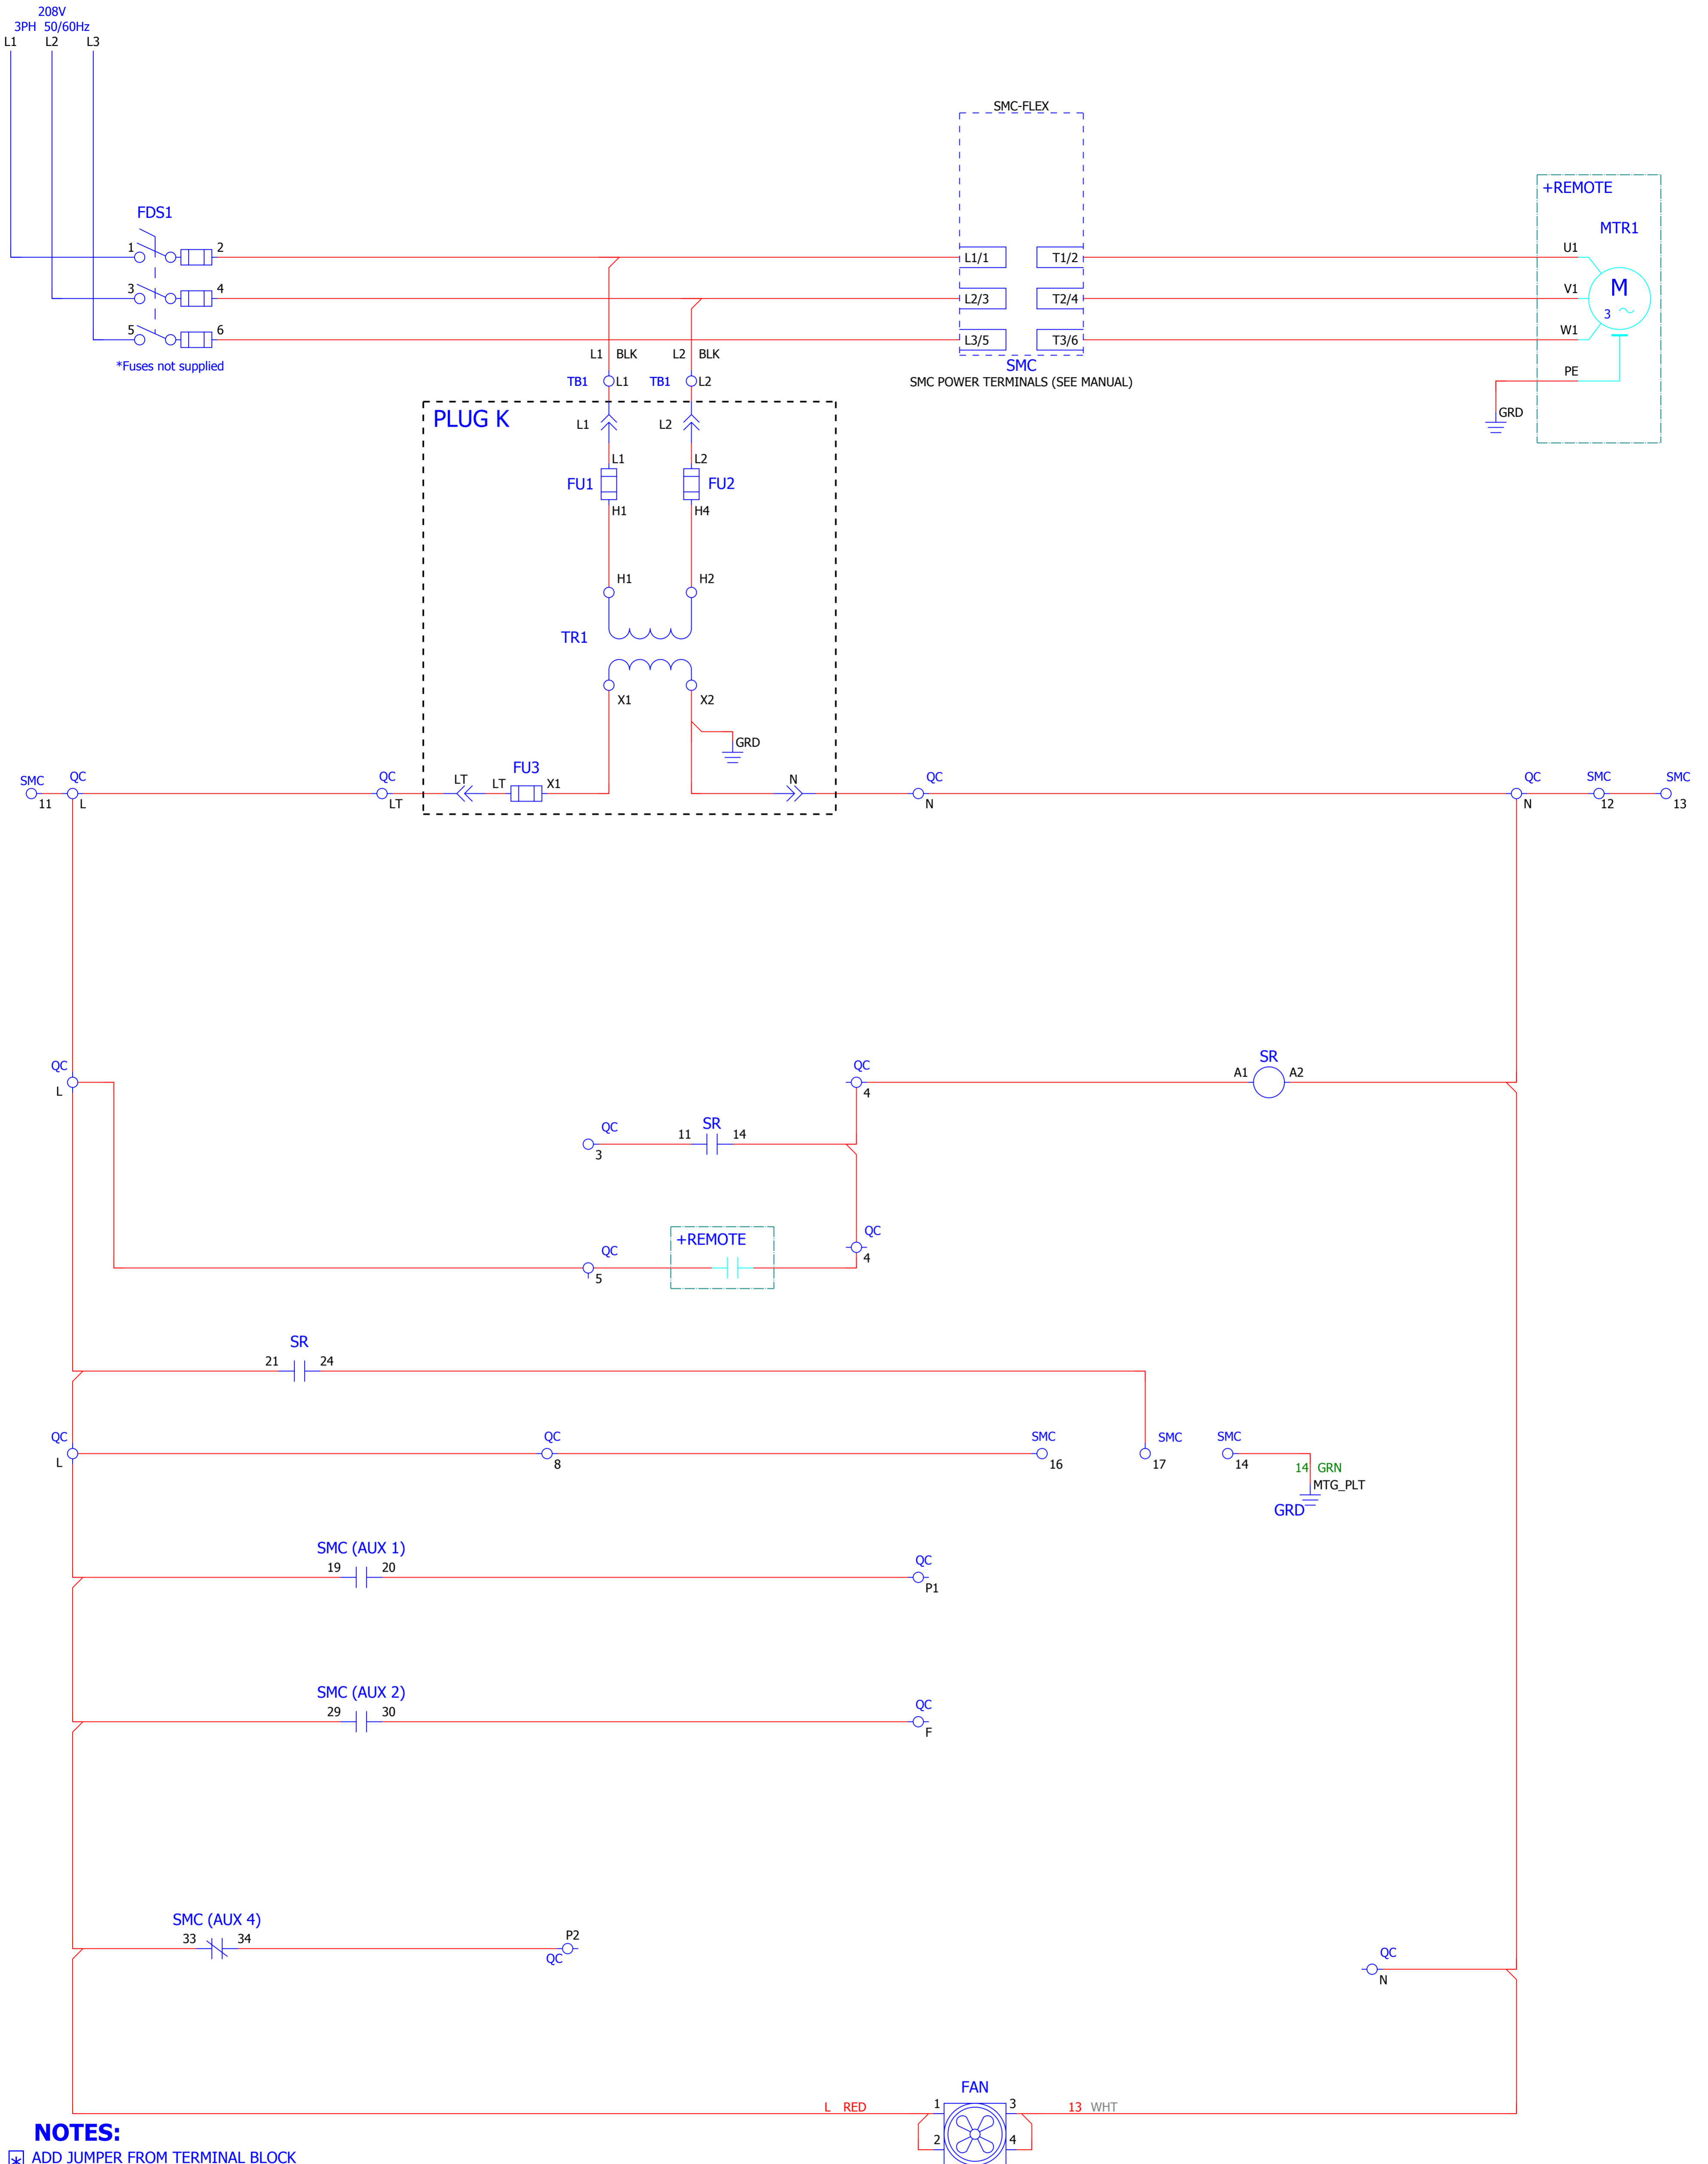 208V
3PH 50/60Hz
L1 L2 L3
SMC-FLEX
+REMOTE
FDS1
MTR1
1 2
L1/1 T1/2
U1
3 4
L2/3 T2/4
V1
M
3
5 6
L3/5 T3/6
W1
*Fuses not supplied
L1 BLK L2 BLK
SMC
SMC POWER TERMINALS (SEE MANUAL)
PE
TB1 L1 TB1 L2
GRD
PLUG K
L1 L2
L1 L2
FU1 FU2
H1 H4
H1 H2
TR1
X1 X2
GRD
SMC QC QC LT LT FU3 X1 N QC QC SMC SMC
11 L LT N N 12 13
QC QC SR
L 4 A1 A2
QC 11 SR 14
3
+REMOTE QC
QC 4
5
SR
21 24
QC QC SMC SMC SMC
L 8 16 17 14
14 GRN
MTG_PLT
GRD
SMC (AUX 1)
19 20 QC
P1
SMC (AUX 2)
29 30 QC
F
SMC (AUX 4)
33 34 P2
QC
QC
N
FAN
L RED 1 3 13 WHT
2 4
NOTES:
* ADD JUMPER FROM TERMINAL BLOCK